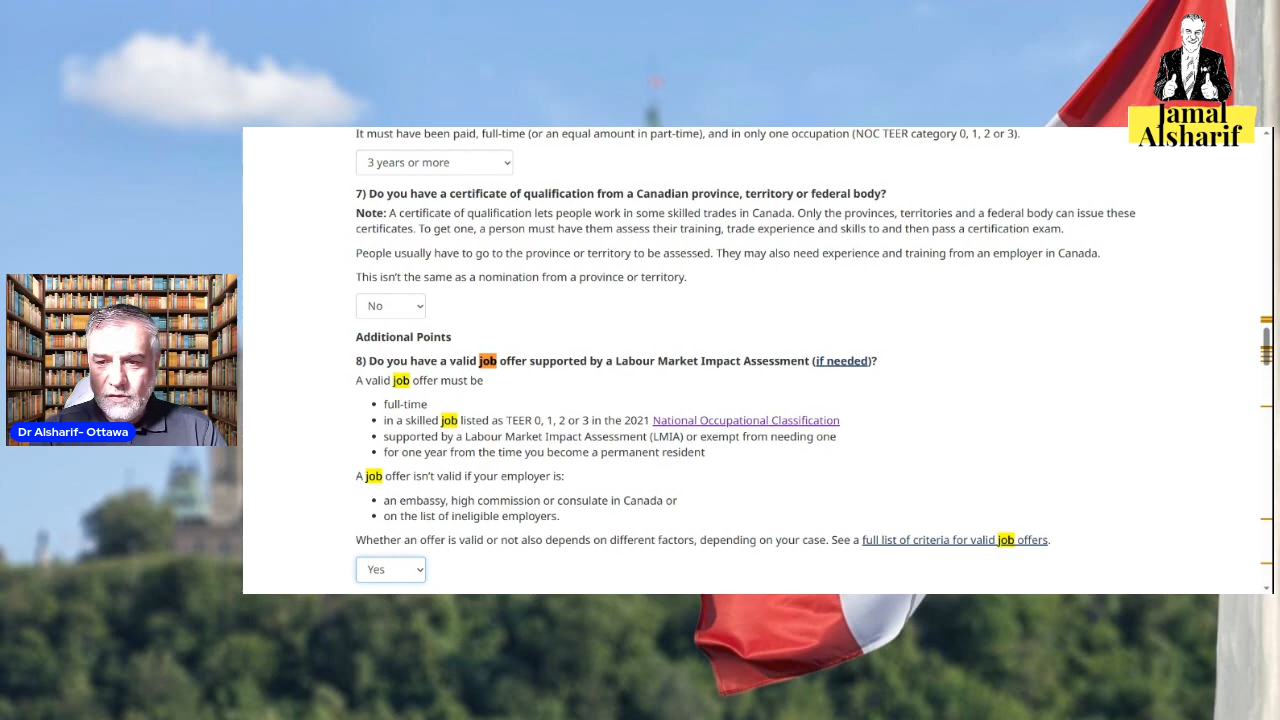 Jamal
Alsharif
It must have been paid, full-time (or an equal amount in part-time), and in only one occupation (NOC TEER category 0, 1, 2 or 3).
3 years or more
7) Do you have a certificate of qualification from a Canadian province, territory or federal body?
Note: A certificate of qualification lets people work in some skilled trades in Canada. Only the provinces, territories and a federal body can issue these
certificates. To get one, a person must have them assess their training, trade experience and skills to and then pass a certification exam.
People usually have to go to the province or territory to be assessed. They may also need experience and training from an employer in Canada.
This isn't the same as a nomination from a province or territory.
No
Additional Points
8) Do you have a valid job offer supported by a Labour Market Impact Assessment (if needed)?
A valid job offer must be
• full-time
• in a skilled job listed as TEER 0, 1, 2 or 3 in the 2021 National Occupational Classification
• supported by a Labour Market Impact Assessment (LMIA) or exempt from needing one
• for one year from the time you become a permanent resident
A job offer isn't valid if your employer is:
• an embassy, high commission or consulate in Canada or
• on the list of ineligible employers.
Whether an offer is valid or not also depends on different factors, depending on your case. See a full list of criteria for valid job offers.
Yes
Dr Alsharif- Ottawa